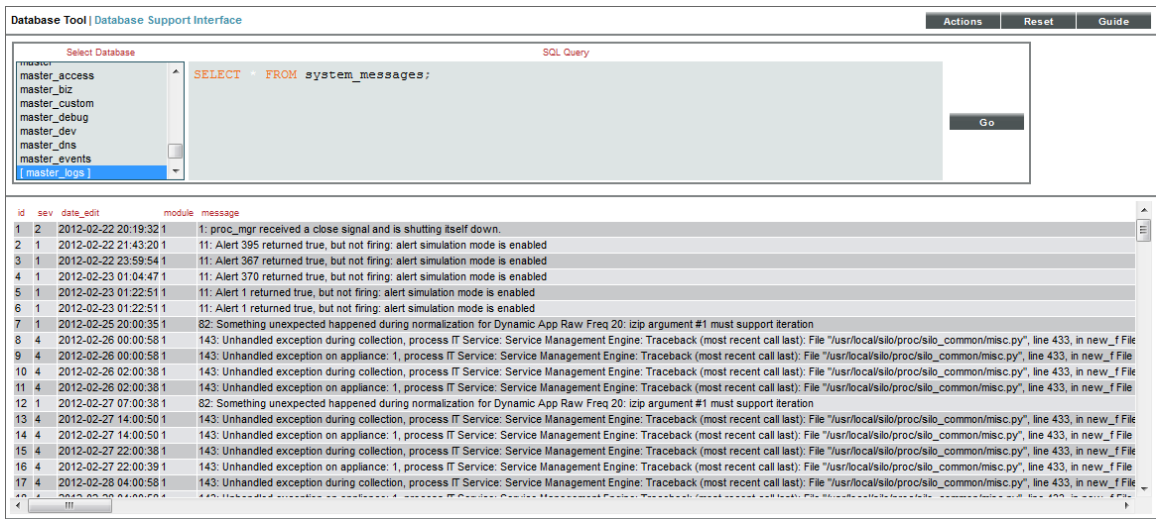 Database Tool | Database Support Interface
Actions Reset Guide
Select Database
SQL Query
master
master_access
master_biz
master_custom
master_debug
master_dev
master_dns
master_events
[ master_logs ]
SELECT * FROM system_messages;
Go
id sev date_edit module message
1 2 2012-02-22 20:19:32 1 1: proc_mgr received a close signal and is shutting itself down.
2 1 2012-02-22 21:43:20 1 11: Alert 395 returned true, but not firing: alert simulation mode is enabled
3 1 2012-02-22 23:59:54 1 11: Alert 367 returned true, but not firing: alert simulation mode is enabled
4 1 2012-02-23 01:04:47 1 11: Alert 370 returned true, but not firing: alert simulation mode is enabled
5 1 2012-02-23 01:22:51 1 11: Alert 1 returned true, but not firing: alert simulation mode is enabled
6 1 2012-02-23 01:22:51 1 11: Alert 1 returned true, but not firing: alert simulation mode is enabled
7 1 2012-02-25 20:00:35 1 82: Something unexpected happened during normalization for Dynamic App Raw Freq 20: izip argument #1 must support iteration
8 4 2012-02-26 00:00:58 1 143: Unhandled exception during collection, process IT Service: Service Management Engine: Traceback (most recent call last): File "/usr/local/silo/proc/silo_common/misc.py", line 433, in new_f File
9 4 2012-02-26 00:00:58 1 143: Unhandled exception on appliance: 1, process IT Service: Service Management Engine: Traceback (most recent call last): File "/usr/local/silo/proc/silo_common/misc.py", line 433, in new_f File
10 4 2012-02-26 02:00:38 1 143: Unhandled exception during collection, process IT Service: Service Management Engine: Traceback (most recent call last): File "/usr/local/silo/proc/silo_common/misc.py", line 433, in new_f File
11 4 2012-02-26 02:00:38 1 143: Unhandled exception on appliance: 1, process IT Service: Service Management Engine: Traceback (most recent call last): File "/usr/local/silo/proc/silo_common/misc.py", line 433, in new_f File
12 1 2012-02-27 07:00:38 1 82: Something unexpected happened during normalization for Dynamic App Raw Freq 20: izip argument #1 must support iteration
13 4 2012-02-27 14:00:50 1 143: Unhandled exception during collection, process IT Service: Service Management Engine: Traceback (most recent call last): File "/usr/local/silo/proc/silo_common/misc.py", line 433, in new_f File
14 4 2012-02-27 14:00:50 1 143: Unhandled exception on appliance: 1, process IT Service: Service Management Engine: Traceback (most recent call last): File "/usr/local/silo/proc/silo_common/misc.py", line 433, in new_f File
15 4 2012-02-27 22:00:38 1 143: Unhandled exception during collection, process IT Service: Service Management Engine: Traceback (most recent call last): File "/usr/local/silo/proc/silo_common/misc.py", line 433, in new_f File
16 4 2012-02-27 22:00:39 1 143: Unhandled exception on appliance: 1, process IT Service: Service Management Engine: Traceback (most recent call last): File "/usr/local/silo/proc/silo_common/misc.py", line 433, in new_f File
17 4 2012-02-28 04:00:58 1 143: Unhandled exception during collection, process IT Service: Service Management Engine: Traceback (most recent call last): File "/usr/local/silo/proc/silo_common/misc.py", line 433, in new_f File